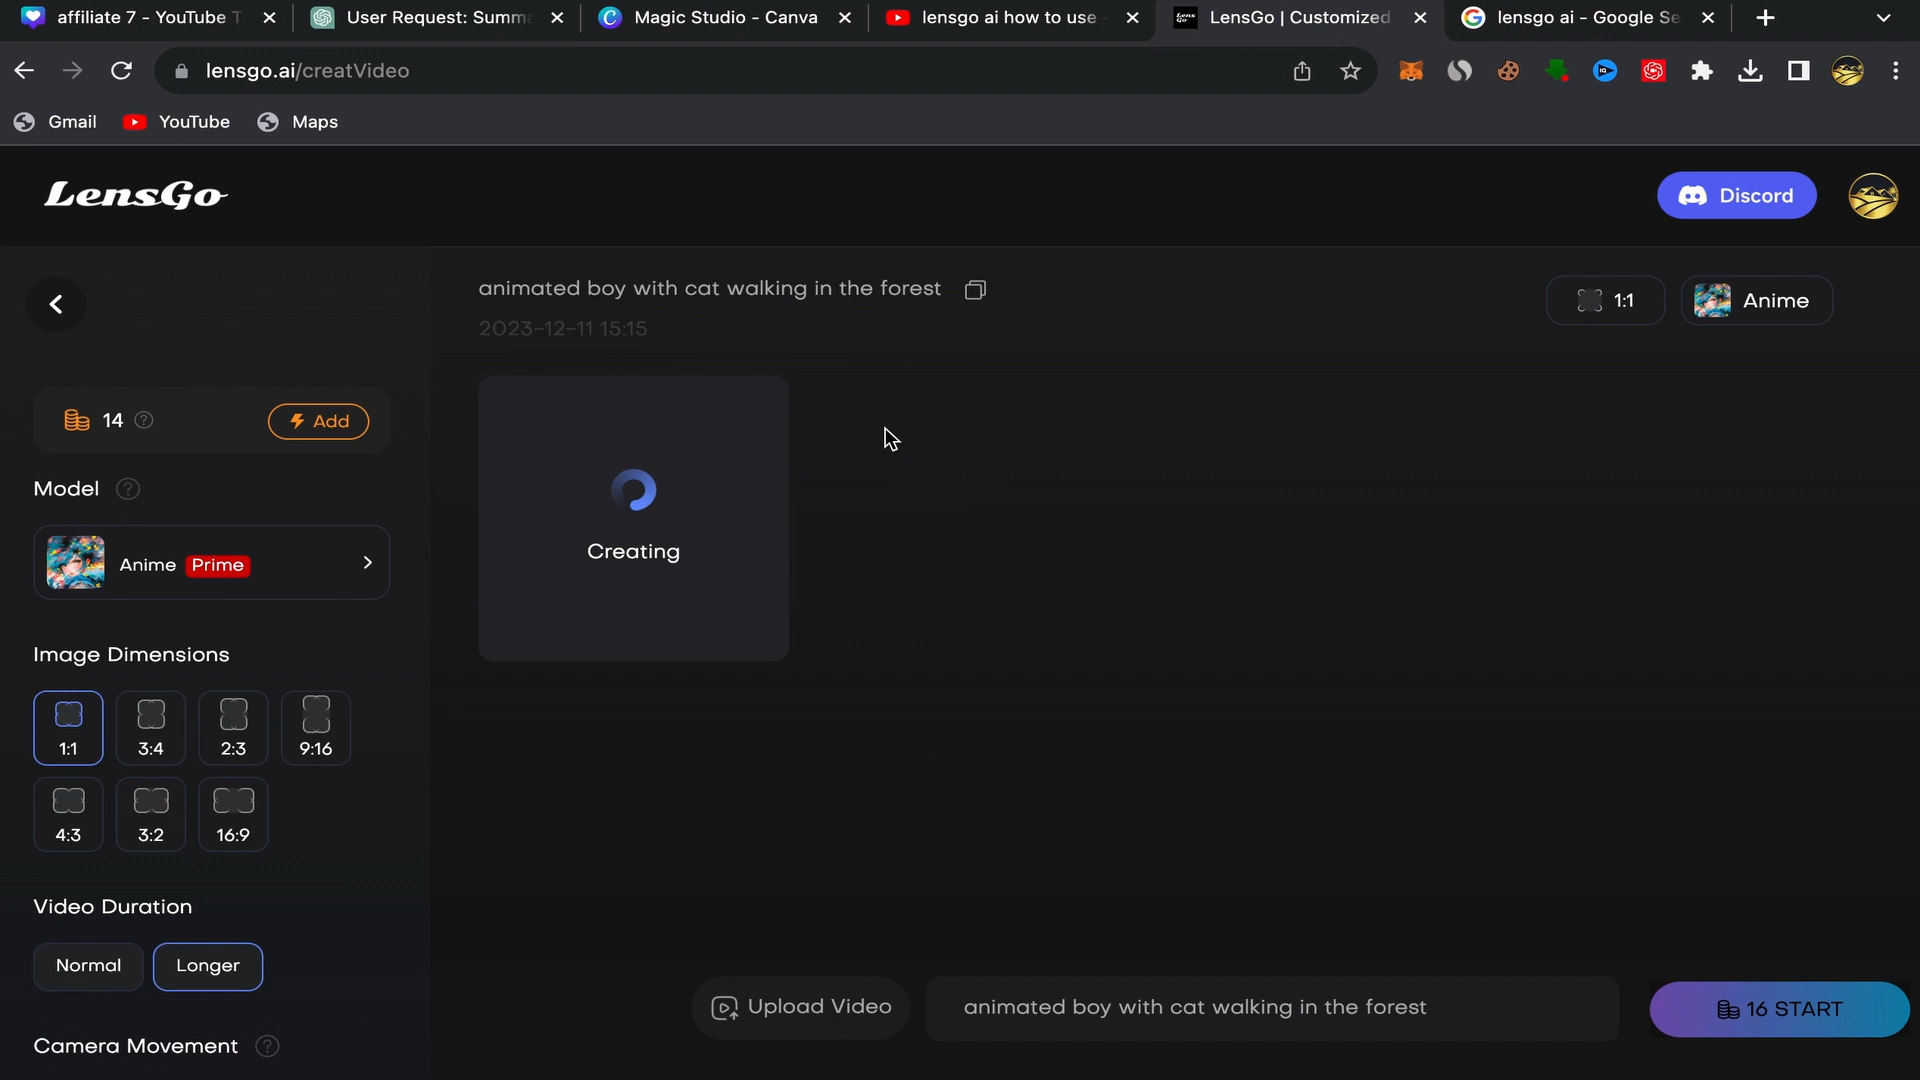 affiliate 7 - YouTube T
User Request: Summa
Magic Studio - Canva
lensgo ai how to use -
LensGo | Customized
lensgo ai - Google Se
lensgo.ai/creatVideo
Gmail
YouTube
Maps
LensGo
Discord
animated boy with cat walking in the forest
2023-12-11 15:15
1:1
Anime
14
Add
Creating
Model
Anime Prime
Image Dimensions
1:1
3:4
2:3
9:16
4:3
3:2
16:9
Video Duration
Normal
Longer
Upload Video
animated boy with cat walking in the forest
16 START
Camera Movement